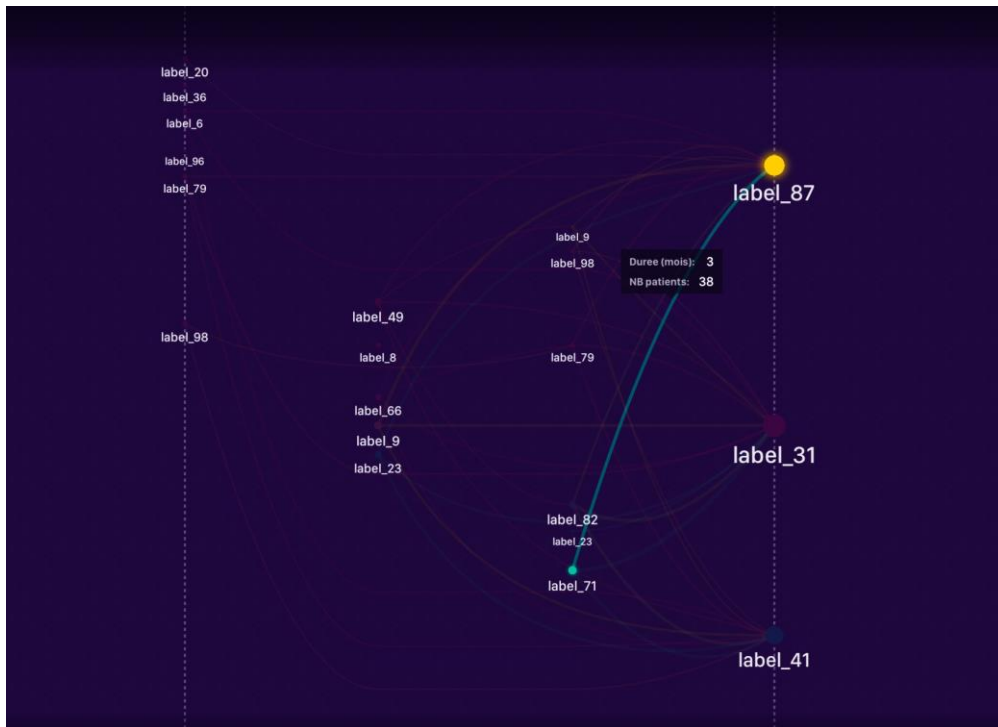 label_20
label_36
label_6
label_96
label_79
label_98
label_49
label_8
label_66
label_9
label_23
label_9
label_98
label_79
label_82
label_23
label_71
Duree (mois): 3
NB patients: 38
label_87
label_31
label_41